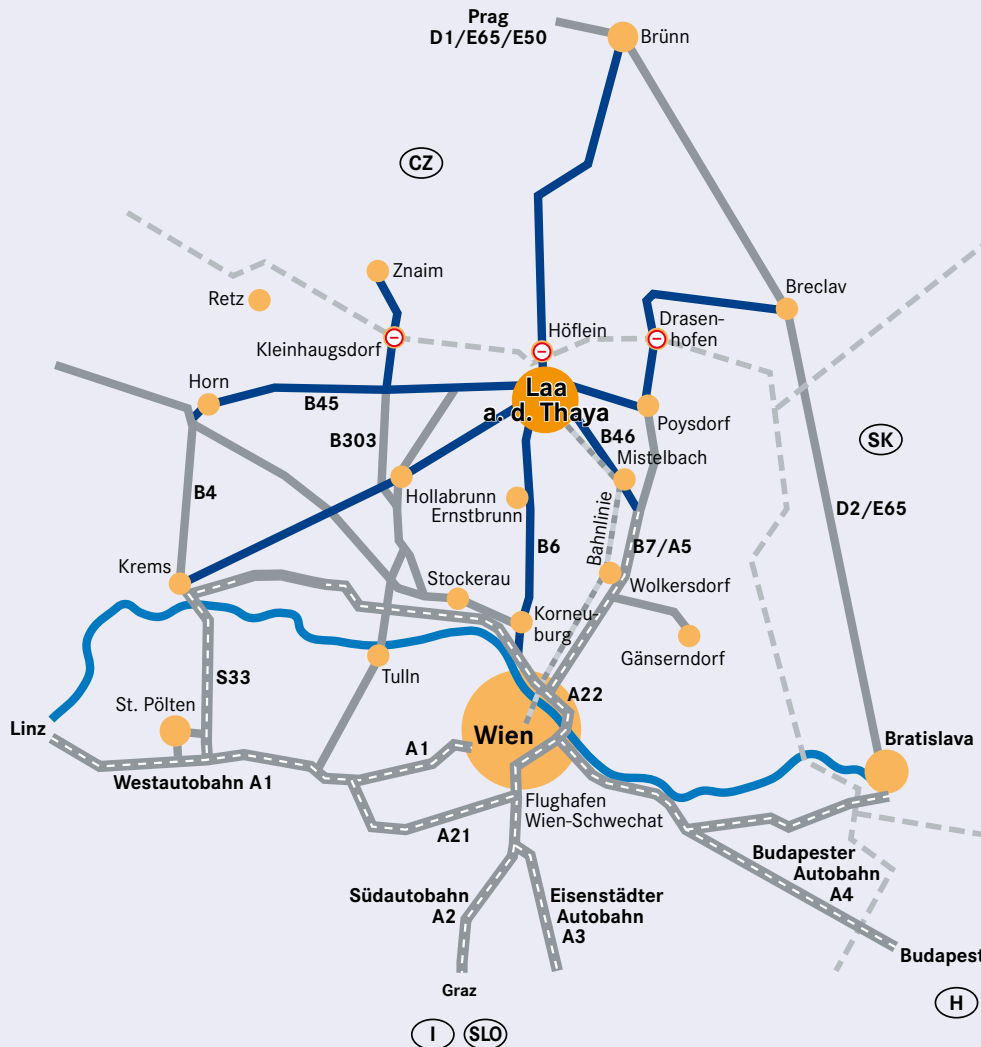 Prag
D1/E65/E50
Brünn
CZ
Znaim
Retz
Breclav
Höflein
Drasen-
hofen
Kleinhaugsdorf
Horn
Laa
a. d. Thaya
B45
B303
B46
Poysdorf
SK
Mistelbach
B4
Hollabrunn
Ernstbrunn
Bahnlinie
D2/E65
B6
B7/A5
Krems
Stockerau
Wolkersdorf
Korneu-
burg
Gänserndorf
Tulln
S33
A22
St. Pölten
Linz
A1
Wien
Bratislava
Westautobahn A1
Flughafen
Wien-Schwechat
A21
Budapester
Autobahn
A4
Südautobahn
A2
Eisenstädter
Autobahn
A3
Budapest
Graz
H
I
SLO